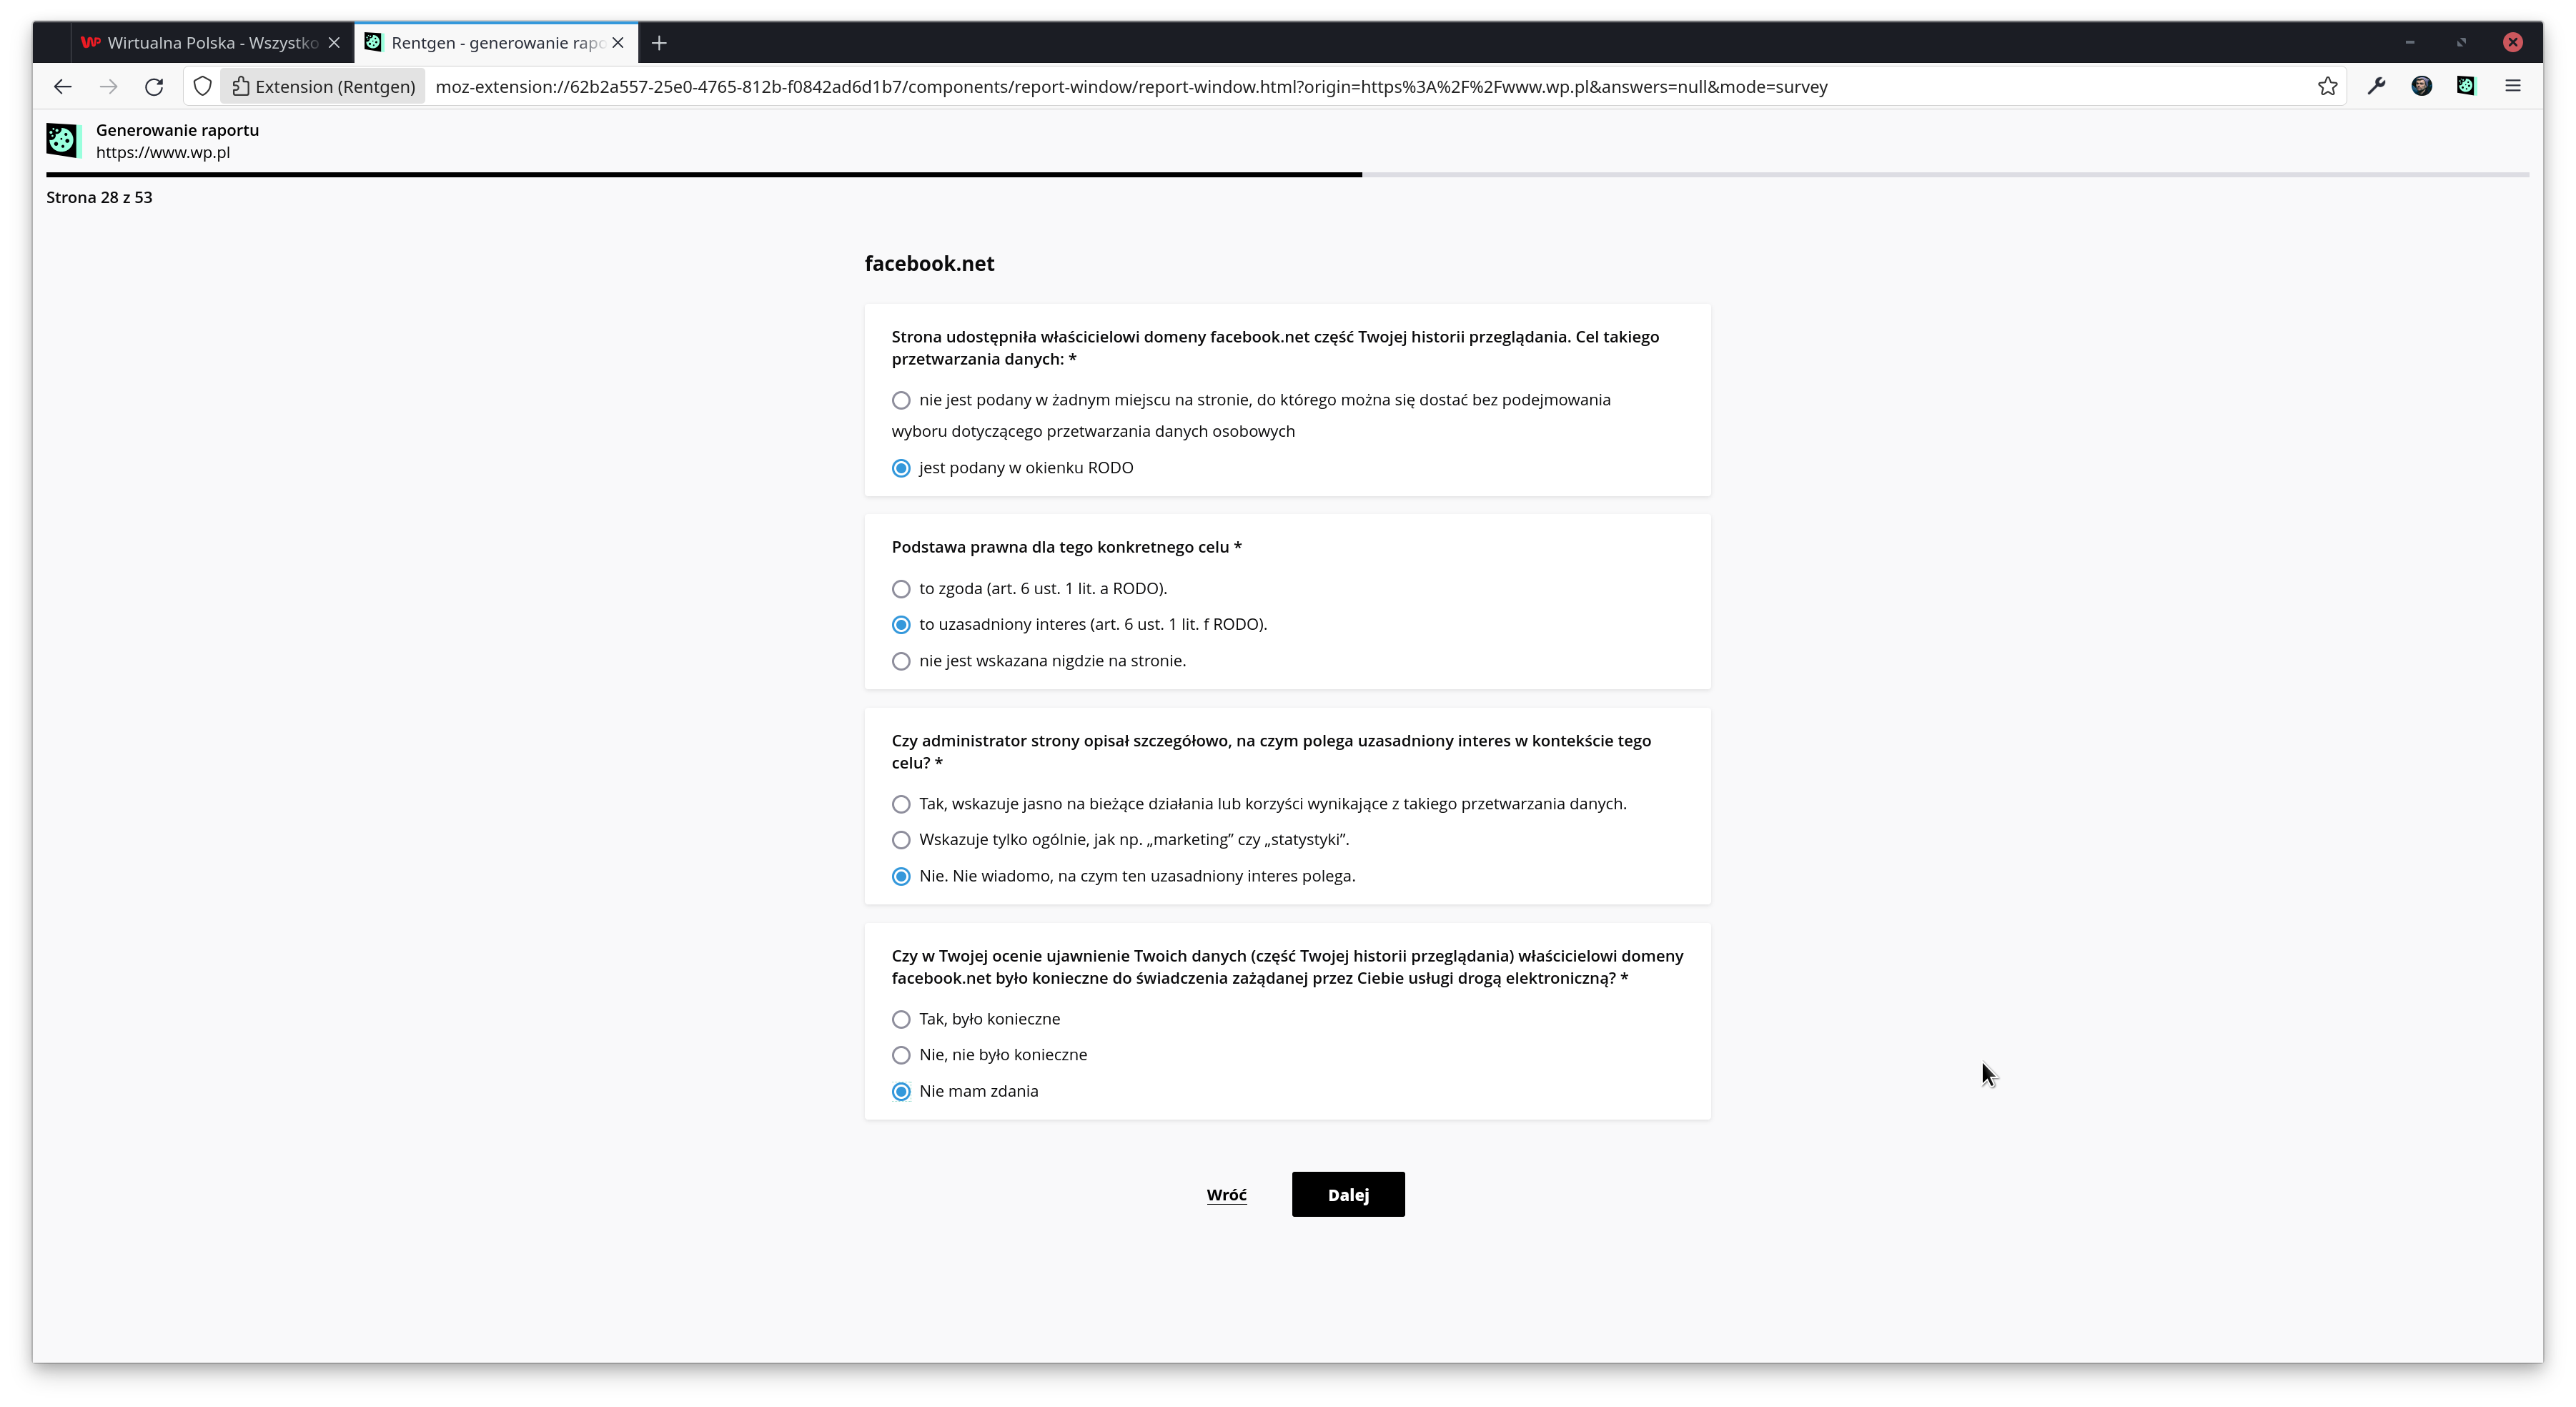 WP Wirtualna Polska - Wszystko
Rentgen - generowanie rapo
Extension (Rentgen) moz-extension://62b2a557-25e0-4765-812b-f0842ad6d1b7/components/report-window/report-window.html?origin=https%3A%2F%2Fwww.wp.pl&answers=null&mode=survey
Generowanie raportu
https://www.wp.pl
Strona 28 z 53
facebook.net
Strona udostępniła właścicielowi domeny facebook.net część Twojej historii przeglądania. Cel takiego
przetwarzania danych: *
nie jest podany w żadnym miejscu na stronie, do którego można się dostać bez podejmowania
wyboru dotyczącego przetwarzania danych osobowych
jest podany w okienku RODO
Podstawa prawna dla tego konkretnego celu *
to zgoda (art. 6 ust. 1 lit. a RODO).
to uzasadniony interes (art. 6 ust. 1 lit. f RODO).
nie jest wskazana nigdzie na stronie.
Czy administrator strony opisał szczegółowo, na czym polega uzasadniony interes w kontekście tego
celu? *
Tak, wskazuje jasno na bieżące działania lub korzyści wynikające z takiego przetwarzania danych.
Wskazuje tylko ogólnie, jak np. „marketing” czy „statystyki”.
Nie. Nie wiadomo, na czym ten uzasadniony interes polega.
Czy w Twojej ocenie ujawnienie Twoich danych (część Twojej historii przeglądania) właścicielowi domeny
facebook.net było konieczne do świadczenia zażądanej przez Ciebie usługi drogą elektroniczną? *
Tak, było konieczne
Nie, nie było konieczne
Nie mam zdania
Wróć
Dalej